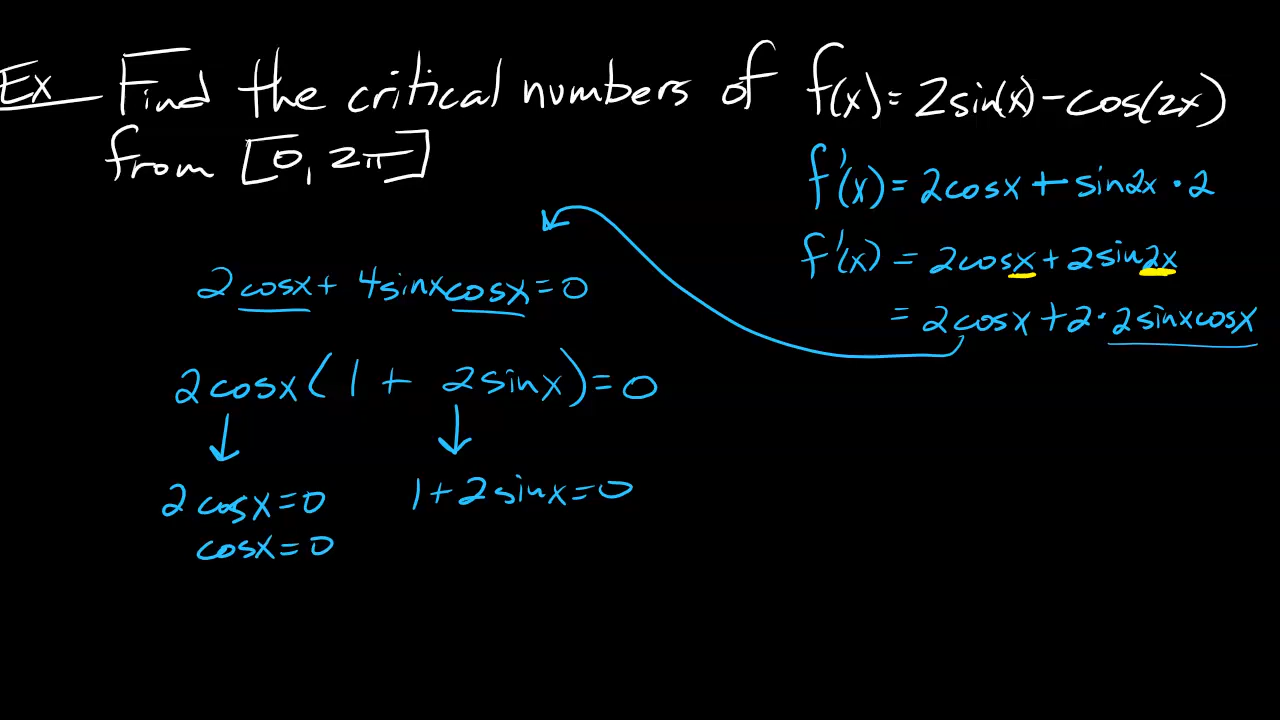 Ex Find the critical numbers of f(x) = 2sin(x) - cos(2x)
from [0, 2π]
f'(x) = 2cosx + sin2x · 2
f'(x) = 2cosx + 2sin2x
= 2cosx + 2 · 2sinxcosx
2cosx + 4sinxcosx = 0
2cosx(1 + 2sinx) = 0
2cosx = 0
cosx = 0
1 + 2sinx = 0